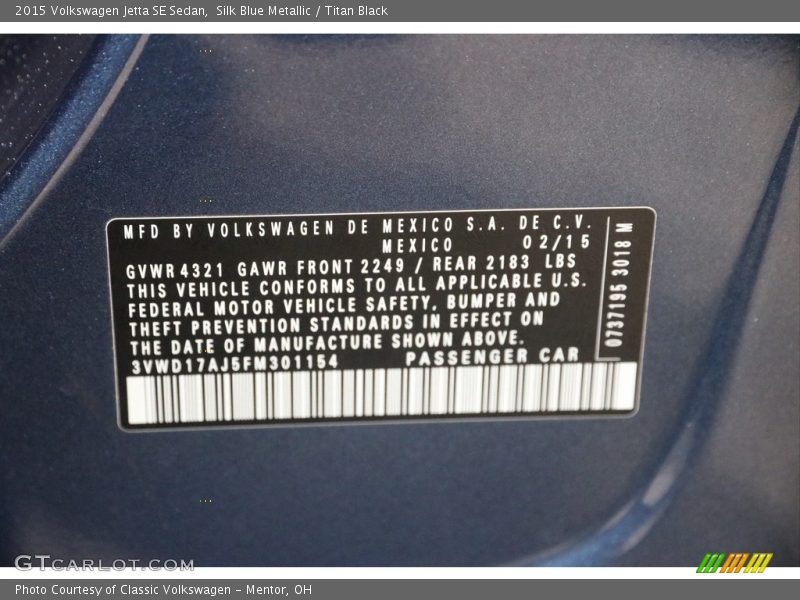 2015 Volkswagen Jetta SE Sedan,  Silk Blue Metallic / Titan Black
MFD BY VOLKSWAGEN DE MEXICO S.A. DE C.V.
MEXICO 02/15
GVWR 4321 GAWR FRONT 2249 / REAR 2183 LBS
THIS VEHICLE CONFORMS TO ALL APPLICABLE U.S.
FEDERAL MOTOR VEHICLE SAFETY, BUMPER AND
THEFT PREVENTION STANDARDS IN EFFECT ON
THE DATE OF MANUFACTURE SHOWN ABOVE.
3VWD17AJ5FM301154 PASSENGER CAR
0737195 3018 M
GTCARLOT.COM
Photo Courtesy of Classic Volkswagen - Mentor, OH